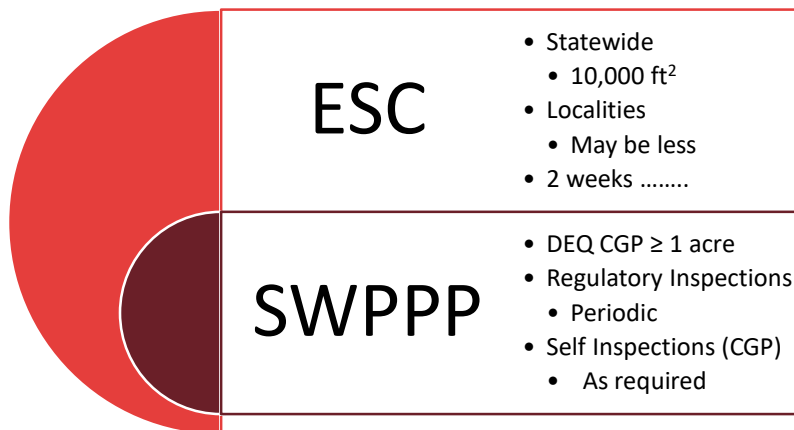 ESC
• Statewide
• 10,000 ft²
• Localities
• May be less
• 2 weeks ........
SWPPP
• DEQ CGP ≥ 1 acre
• Regulatory Inspections
• Periodic
• Self Inspections (CGP)
• As required